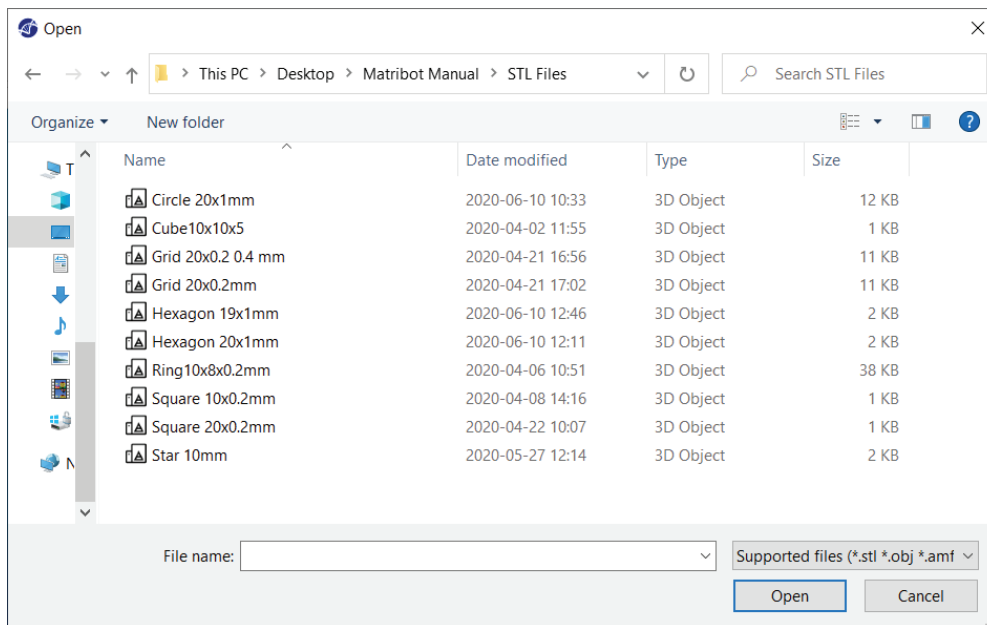 Open
This PC > Desktop > Matribot Manual > STL Files
Search STL Files
Organize
New folder
?
Name Date modified Type Size
Circle 20x1mm 2020-06-10 10:33 3D Object 12 KB
Cube10x10x5 2020-04-02 11:55 3D Object 1 KB
Grid 20x0.2 0.4 mm 2020-04-21 16:56 3D Object 11 KB
Grid 20x0.2mm 2020-04-21 17:02 3D Object 11 KB
Hexagon 19x1mm 2020-06-10 12:46 3D Object 2 KB
Hexagon 20x1mm 2020-06-10 12:11 3D Object 2 KB
Ring10x8x0.2mm 2020-04-06 10:51 3D Object 38 KB
Square 10x0.2mm 2020-04-08 14:16 3D Object 1 KB
Square 20x0.2mm 2020-04-22 10:07 3D Object 1 KB
Star 10mm 2020-05-27 12:14 3D Object 2 KB
T
N
File name:
Supported files (*.stl *.obj *.amf
Open
Cancel